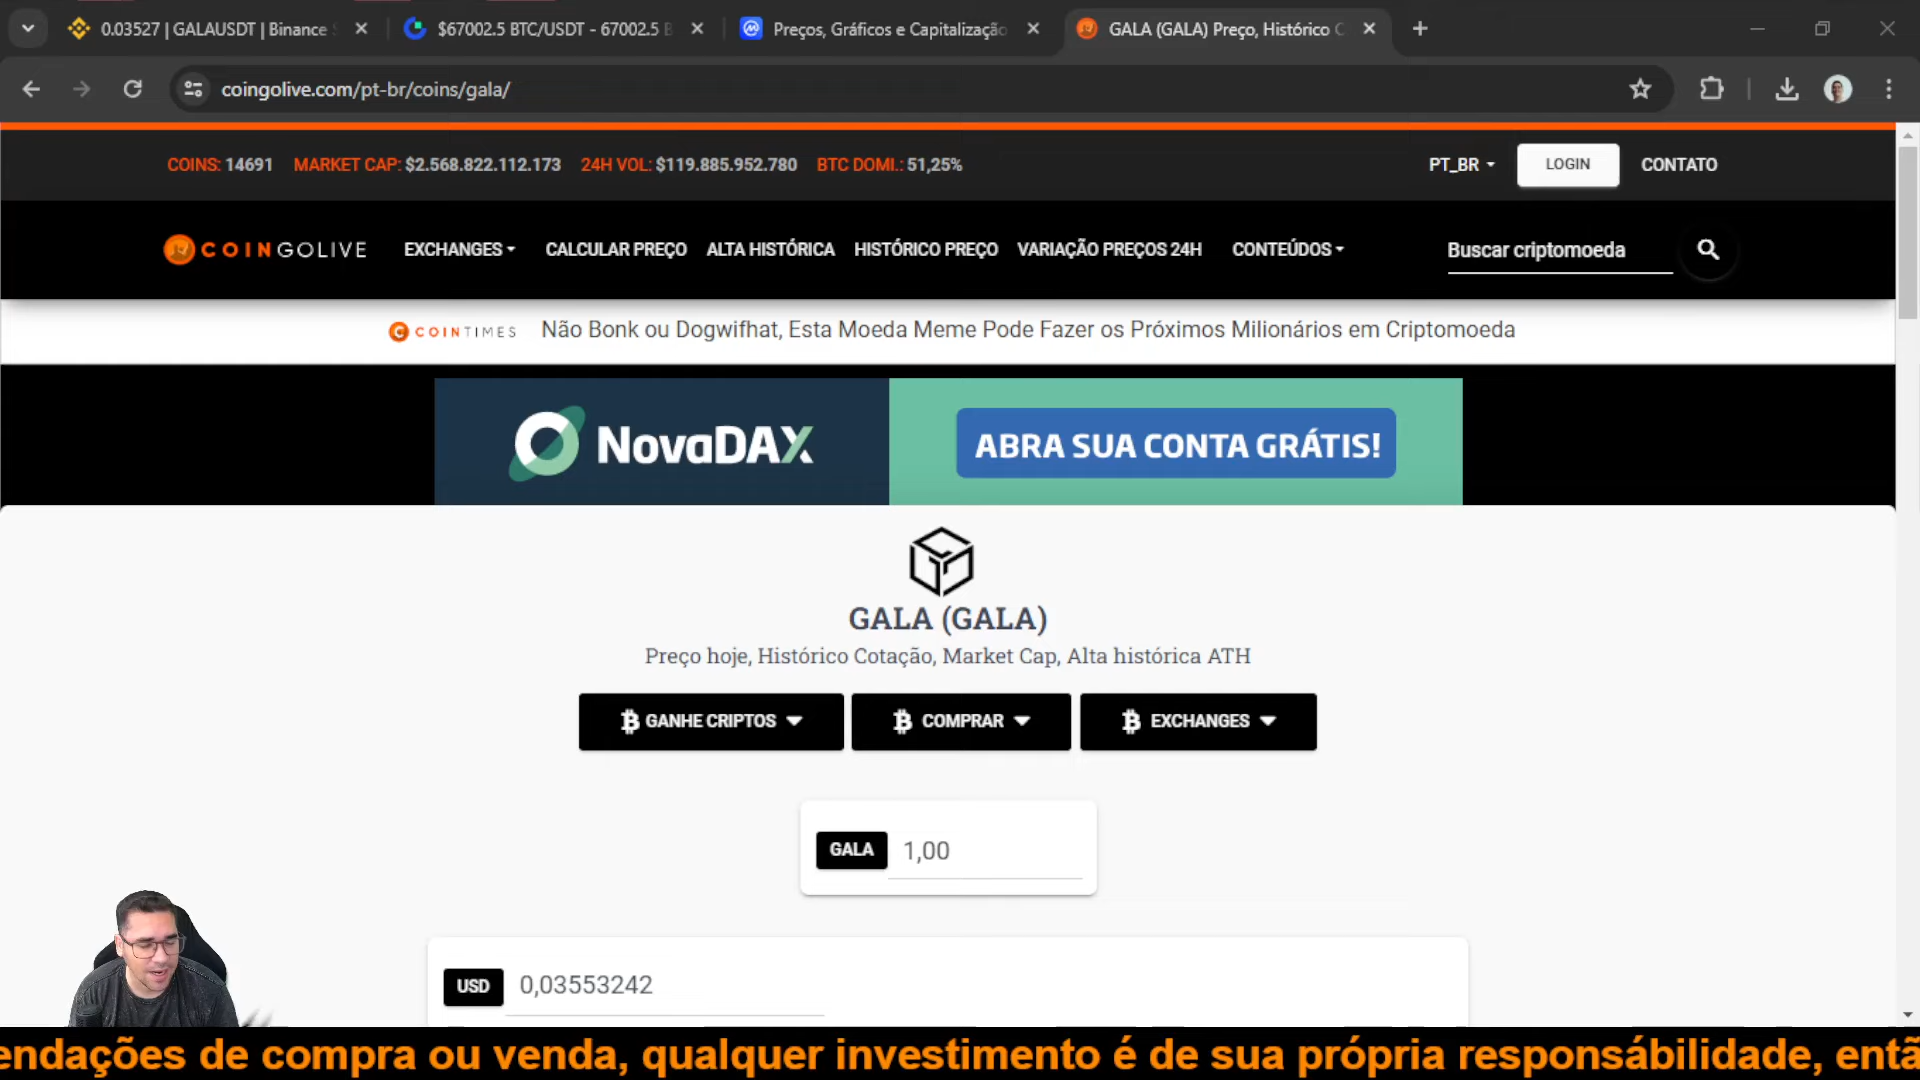 0.03527 | GALAUSDT | Binance
$67002.5 BTC/USDT - 67002.5
Preços, Gráficos e Capitalização
GALA (GALA) Preço, Histórico
coingolive.com/pt-br/coins/gala/
COINS: 14691 MARKET CAP: $2.568.822.112.173 24H VOL: $119.885.952.780 BTC DOMI.: 51,25%
PT_BR LOGIN CONTATO
COINGOLIVE EXCHANGES CALCULAR PREÇO ALTA HISTÓRICA HISTÓRICO PREÇO VARIAÇÃO PREÇOS 24H CONTEÚDOS Buscar criptomoeda
COINTIMES Não Bonk ou Dogwifhat, Esta Moeda Meme Pode Fazer os Próximos Milionários em Criptomoeda
NovaDAX ABRA SUA CONTA GRÁTIS!
GALA (GALA)
Preço hoje, Histórico Cotação, Market Cap, Alta histórica ATH
GANHE CRIPTOS COMPRAR EXCHANGES
GALA 1,00
USD 0,03553242
endações de compra ou venda, qualquer investimento é de sua própria responsábilidade, entã